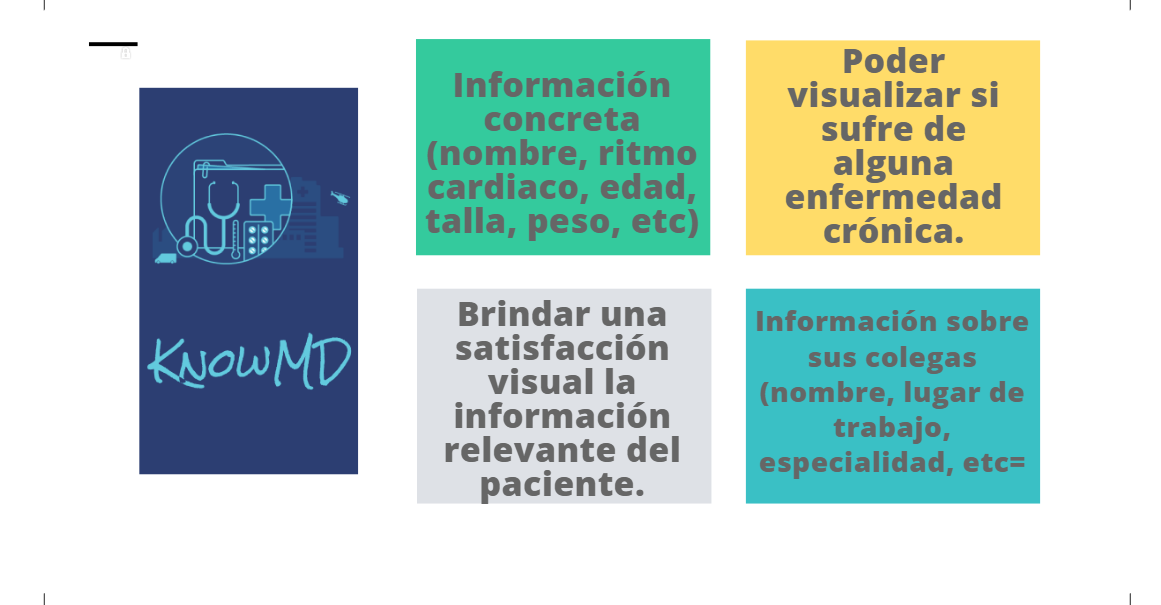 KnowMD
Información
concreta
(nombre, ritmo
cardiaco, edad,
talla, peso, etc)
Poder
visualizar si
sufre de
alguna
enfermedad
crónica.
Brindar una
satisfacción
visual la
información
relevante del
paciente.
Información sobre
sus colegas
(nombre, lugar de
trabajo,
especialidad, etc=